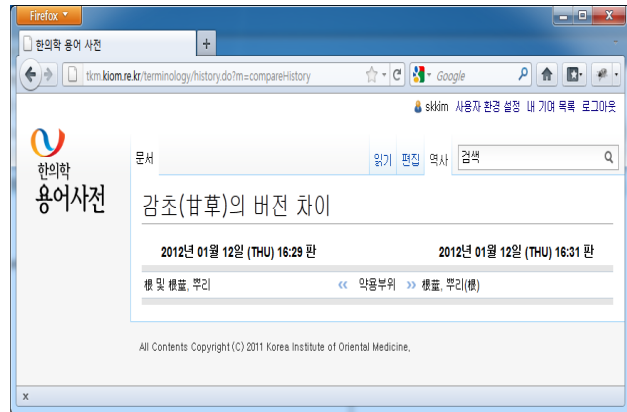 Firefox
한의학 용어 사전
tkm.kiom.re.kr/terminology/history.do?m=compareHistory
Google
skkim 사용자 환경 설정 내 기여 목록 로그아웃
한의학
용어사전
문서
읽기 편집 역사 검색
감초(甘草)의 버전 차이
2012년 01월 12일 (THU) 16:29 판 2012년 01월 12일 (THU) 16:31 판
根 및 根莖, 뿌리 << 약용부위 >> 根莖, 뿌리(根)
All Contents Copyright (C) 2011 Korea Institute of Oriental Medicine,
x